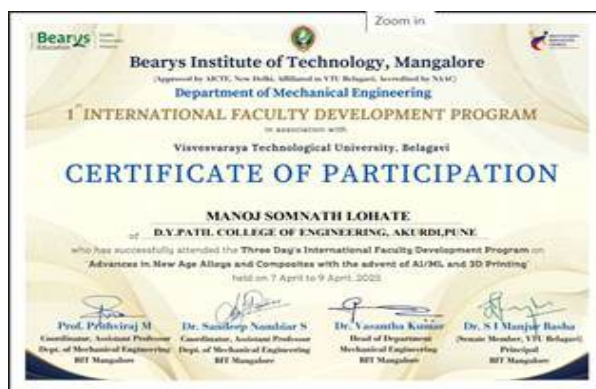 Zoom in
Bearys
Education
Bearys Institute of Technology, Mangalore
(Approved by AICTE, New Delhi, Affiliated to VTU Belagavi, Accredited by NAAC)
Department of Mechanical Engineering
1st INTERNATIONAL FACULTY DEVELOPMENT PROGRAM
in association with
Visvesvaraya Technological University, Belagavi
CERTIFICATE OF PARTICIPATION
MANOJ SOMNATH LOHATE
of D.Y.PATIL COLLEGE OF ENGINEERING, AKURDI,PUNE
who has successfully attended the Three Day's International Faculty Development Program on
"Advances in New Age Alloys and Composites with the advent of AI/ML and 3D Printing"
held on 7 April to 9 April,
Prof. Prithviraj M Dr. Sandeep Nambiar S Dr. Vasantha Kumar Dr. S I Manjur Basha
Coordinator, Assistant Professor Coordinator, Assistant Professor Head of Department (Senate Member, VTU Belagavi)
Dept. of Mechanical Engineering Dept. of Mechanical Engineering Mechanical Engineering Principal
BIT Mangalore BIT Mangalore BIT Mangalore BIT Mangalore